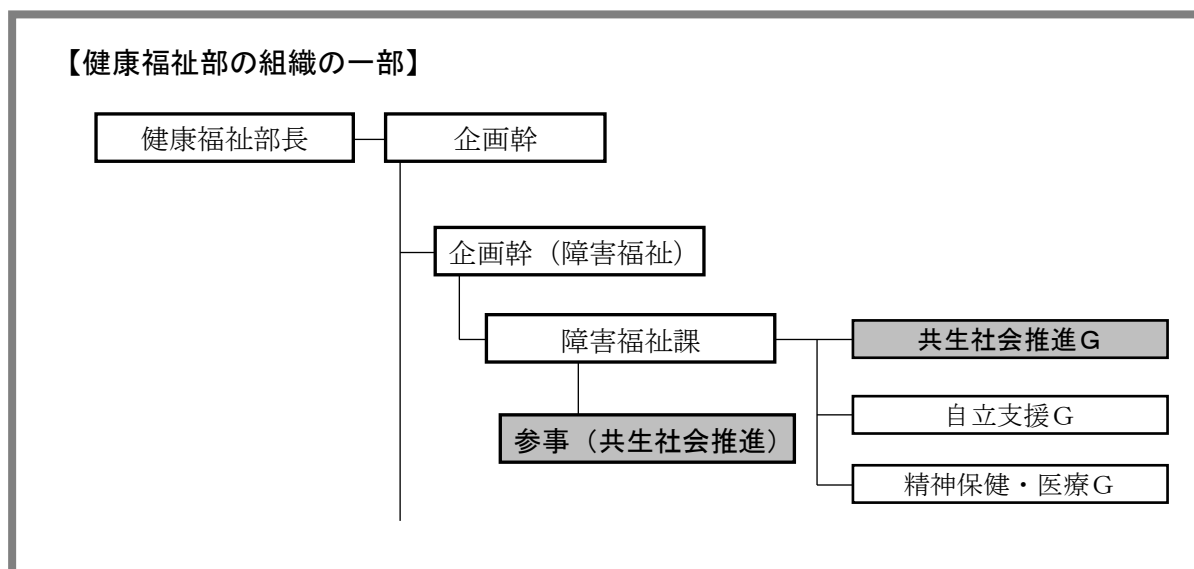 【健康福祉部の組織の一部】
健康福祉部長
企画幹
企画幹（障害福祉）
障害福祉課
共生社会推進Ｇ
自立支援Ｇ
参事（共生社会推進）
精神保健・医療Ｇ